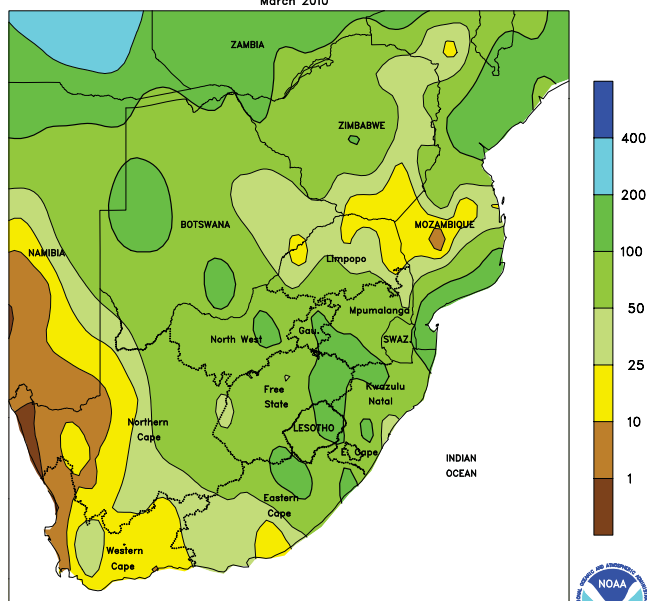 March 2010
ZAMBIA
ZIMBABWE
MOZAMBIQUE
BOTSWANA
NAMIBIA
Limpopo
Mpumalanga
North West
Gau.
SWAZ.
Free
State
Kwazulu
Natal
LESOTHO
E. Cape
Northern
Cape
Eastern
Cape
Western
Cape
INDIAN
OCEAN
400
200
100
50
25
10
1
NOAA